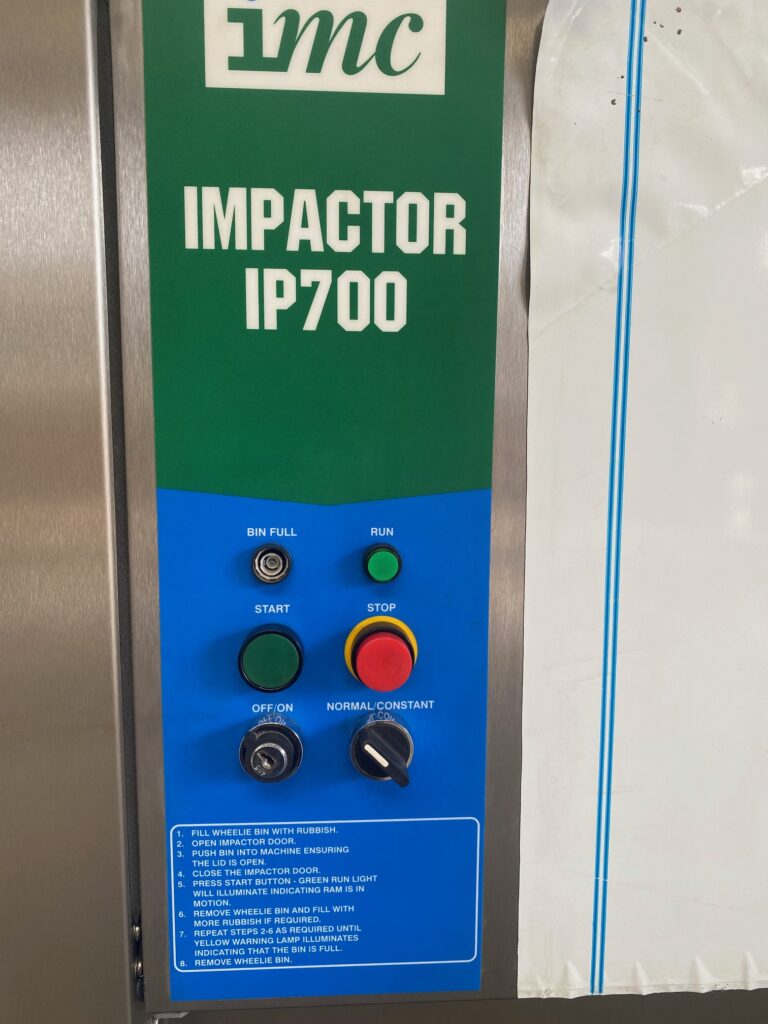 imc
IMPACTOR
IP700
BIN FULL RUN
START STOP
OFF/ON NORMAL/CONSTANT
1. FILL WHEELIE BIN WITH RUBBISH.
2. OPEN IMPACTOR DOOR.
3. PUSH BIN INTO MACHINE ENSURING
THE LID IS OPEN.
4. CLOSE THE IMPACTOR DOOR.
5. PRESS START BUTTON - GREEN RUN LIGHT
WILL ILLUMINATE INDICATING RAM IS IN
MOTION.
6. REMOVE WHEELIE BIN AND FILL WITH
MORE RUBBISH IF REQUIRED.
7. REPEAT STEPS 2-6 AS REQUIRED UNTIL
YELLOW WARNING LAMP ILLUMINATES
INDICATING THAT THE BIN IS FULL.
8. REMOVE WHEELIE BIN.